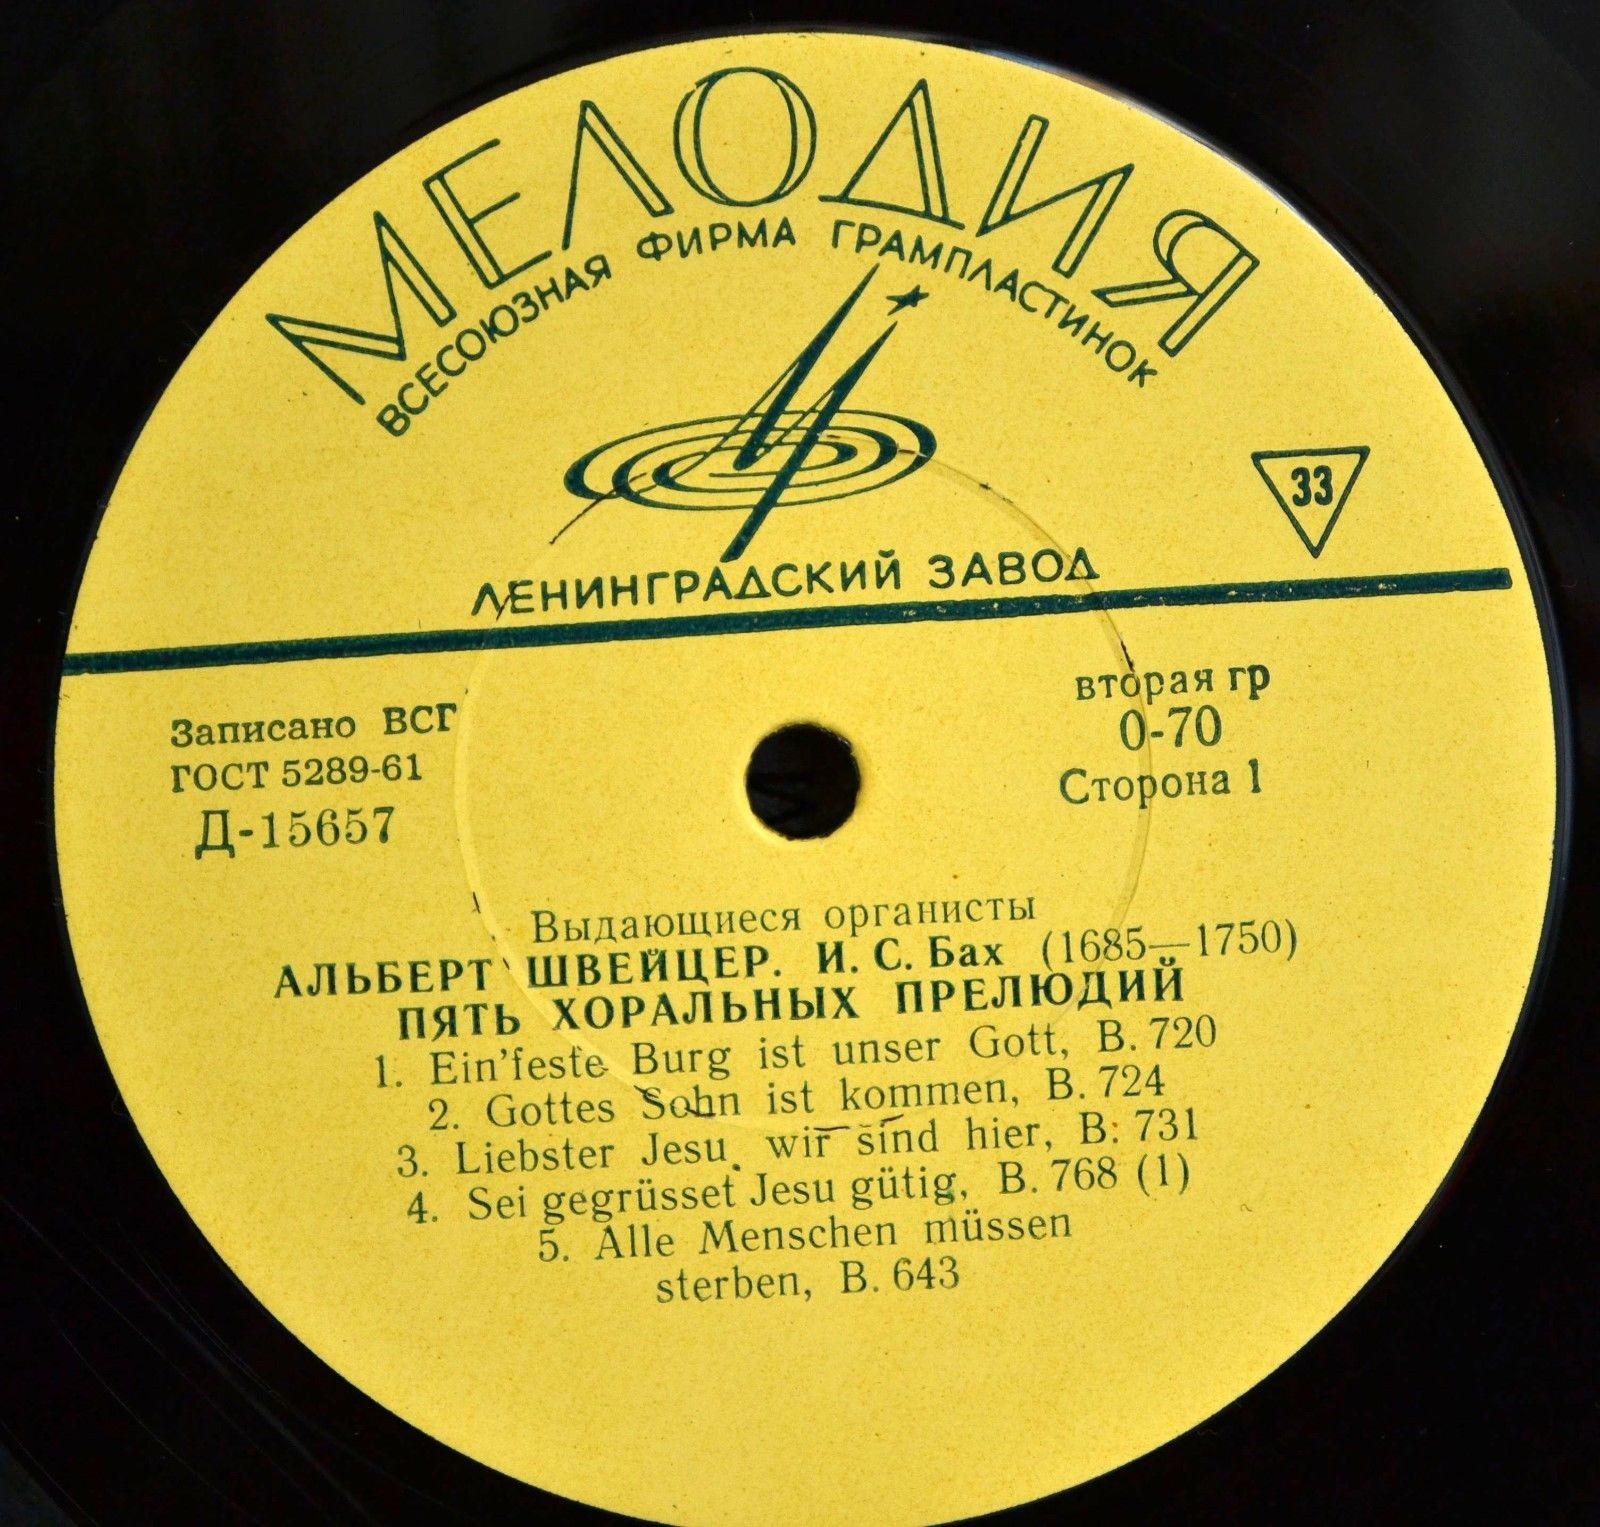 МЕЛОДИЯ
ВСЕСОЮЗНАЯ ФИРМА ГРАМПЛАСТИНОК
33
ЛЕНИНГРАДСКИЙ ЗАВОД
Записано ВСГ
ГОСТ 5289-61
Д-15657
вторая гр
0-70
Сторона 1
Выдающиеся органисты
АЛЬБЕРТ ШВЕЙЦЕР. И. С. Бах (1685—1750)
ПЯТЬ ХОРАЛЬНЫХ ПРЕЛЮДИЙ
1. Ein'feste Burg ist unser Gott, B. 720
2. Gottes Sohn ist kommen, B. 724
3. Liebster Jesu, wir sind hier, B: 731
4. Sei gegrüsset Jesu gütig, B. 768 (1)
5. Alle Menschen müssen
sterben, B. 643